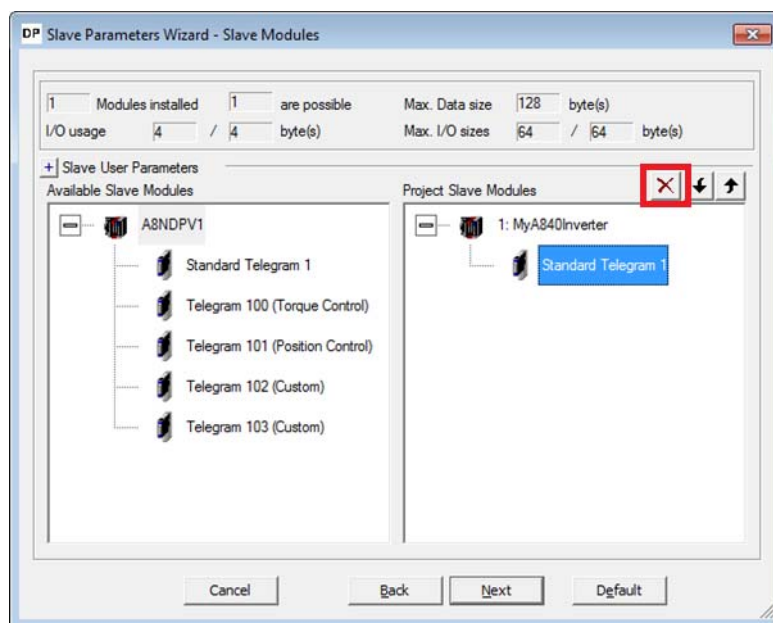 DP Slave Parameters Wizard - Slave Modules
1 Modules installed 1 are possible Max. Data size 128 byte(s)
I/O usage 4 / 4 byte(s) Max. I/O sizes 64 / 64 byte(s)
+ Slave User Parameters
Available Slave Modules Project Slave Modules
A8NDPV1 1: MyA840Inverter
Standard Telegram 1 Standard Telegram 1
Telegram 100 (Torque Control)
Telegram 101 (Position Control)
Telegram 102 (Custom)
Telegram 103 (Custom)
Cancel Back Next Default